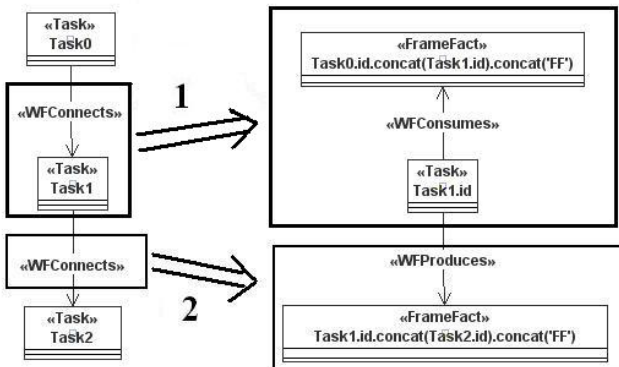 «Task»
Task0
«WFConnects»
«Task»
Task1
«WFConnects»
«Task»
Task2
1
2
«FrameFact»
Task0.id.concat(Task1.id).concat('FF')
«WFConsumes»
«Task»
Task1.id
«WFProduces»
«FrameFact»
Task1.id.concat(Task2.id).concat('FF')